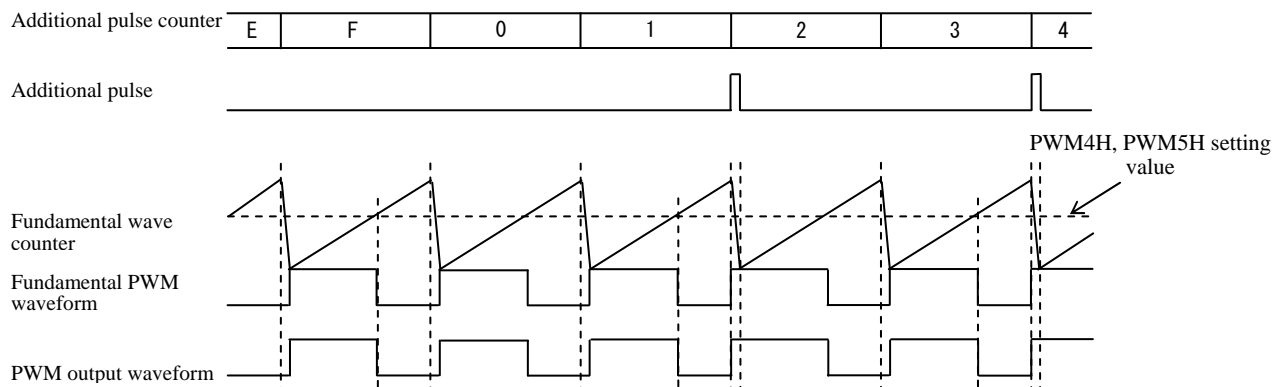 Additional pulse counter
E F 0 1 2 3 4
Additional pulse
PWM4H, PWM5H setting
value
Fundamental wave
counter
Fundamental PWM
waveform
PWM output waveform